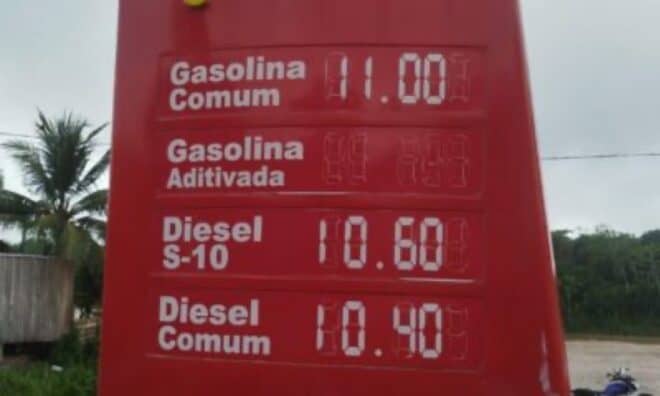 Gasolina
Comum 11.00
Gasolina
Aditivada
Diesel
S-10 10.60
Diesel
Comum 10.40